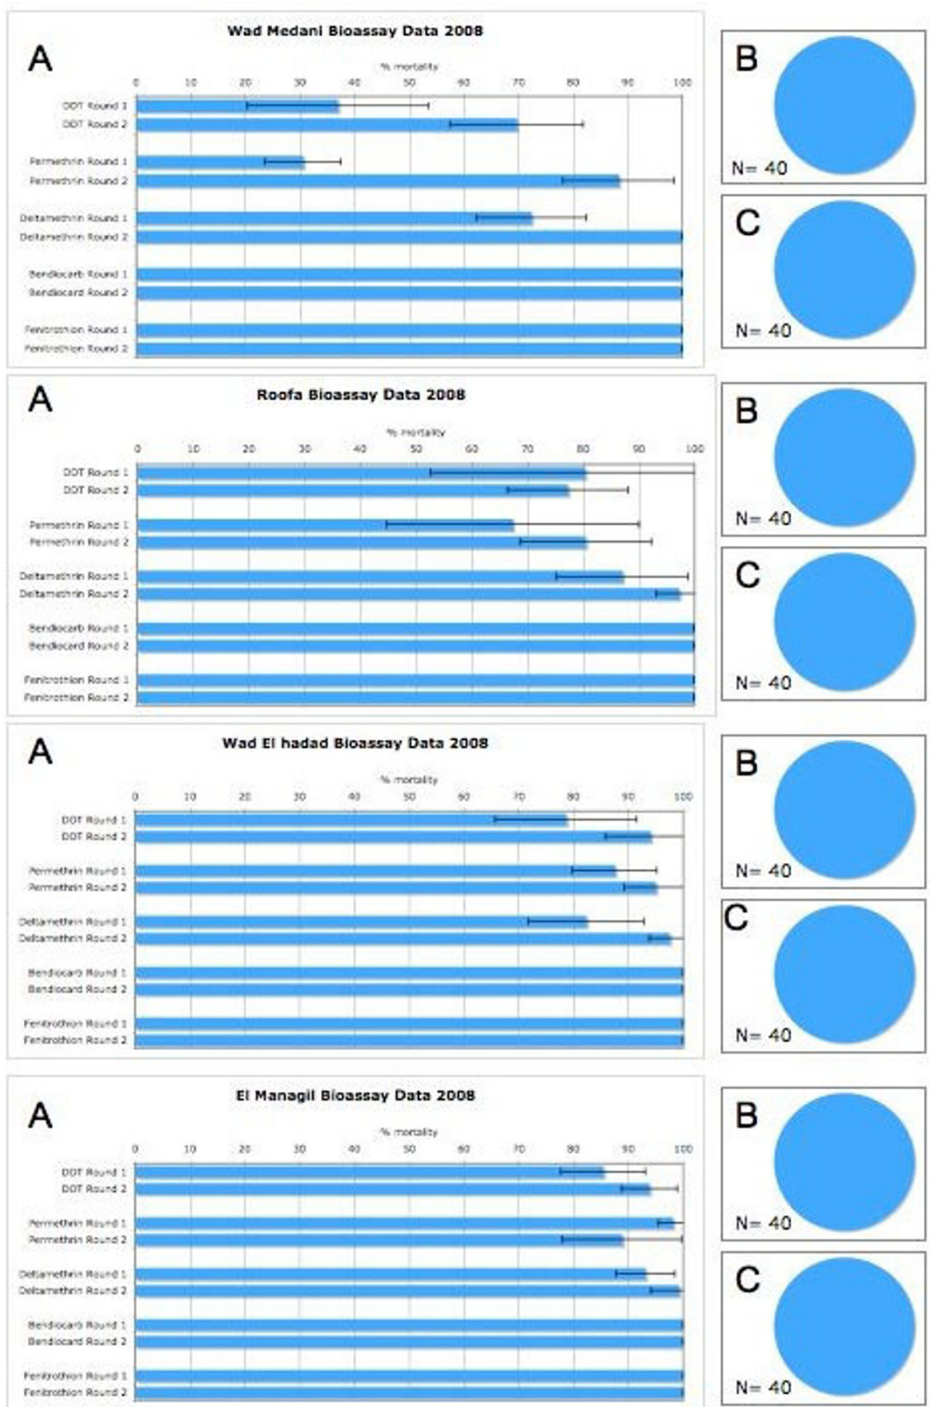 Wad Medani Bioassay Data 2008
A
% mortality
0 10 20 30 40 50 60 70 80 90 100
DDT Round 1
DDT Round 2
Permethrin Round 1
Permethrin Round 2
Deltamethrin Round 1
Deltamethrin Round 2
Bendiocarb Round 1
Bendiocard Round 2
Fenitrothion Round 1
Fenitrothion Round 2
B
N= 40
C
N= 40
Roofa Bioassay Data 2008
A
% mortality
0 10 20 30 40 50 60 70 80 90 100
DDT Round 1
DDT Round 2
Permethrin Round 1
Permethrin Round 2
Deltamethrin Round 1
Deltamethrin Round 2
Bendiocarb Round 1
Bendiocard Round 2
Fenitrothion Round 1
Fenitrothion Round 2
B
N= 40
C
N= 40
Wad El hadad Bioassay Data 2008
A
% mortality
0 10 20 30 40 50 60 70 80 90 100
DDT Round 1
DDT Round 2
Permethrin Round 1
Permethrin Round 2
Deltamethrin Round 1
Deltamethrin Round 2
Bendiocarb Round 1
Bendiocard Round 2
Fenitrothion Round 1
Fenitrothion Round 2
B
N= 40
C
N= 40
El Managil Bioassay Data 2008
A
% mortality
0 10 20 30 40 50 60 70 80 90 100
DDT Round 1
DDT Round 2
Permethrin Round 1
Permethrin Round 2
Deltamethrin Round 1
Deltamethrin Round 2
Bendiocarb Round 1
Bendiocard Round 2
Fenitrothion Round 1
Fenitrothion Round 2
B
N= 40
C
N= 40